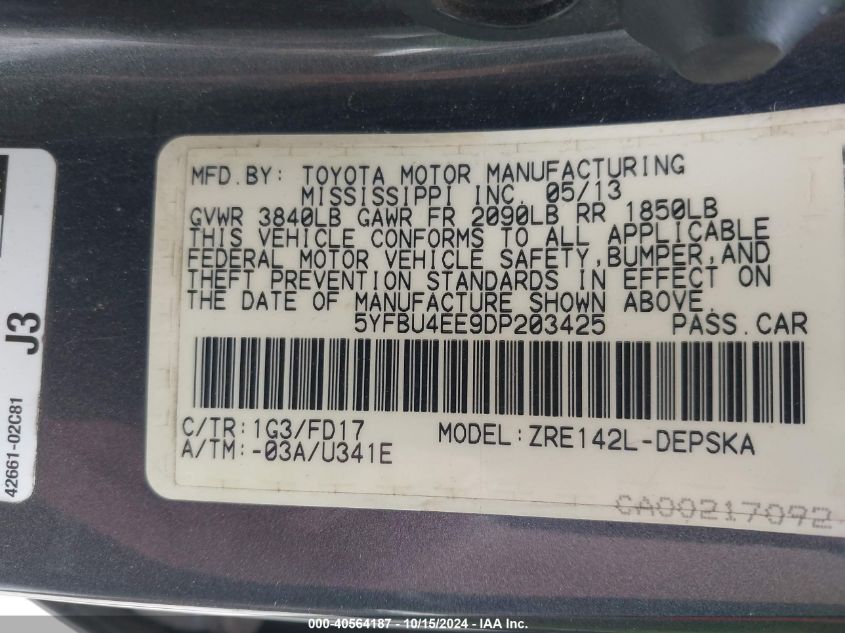 MFD.BY: TOYOTA MOTOR MANUFACTURING
MISSISSIPPI INC. 05/13
GVWR 3840LB GAWR FR 2090LB RR 1850LB
THIS VEHICLE CONFORMS TO ALL APPLICABLE
FEDERAL MOTOR VEHICLE SAFETY,BUMPER,AND
THEFT PREVENTION STANDARDS IN EFFECT ON
THE DATE OF MANUFACTURE SHOWN ABOVE.
5YFBU4EE9DP203425 PASS.CAR
C/TR:1G3/FD17 MODEL:ZRE142L-DEPSKA
A/TM:-03A/U341E
CA00217092
J3
42661-02C81
000-40564187 - 10/15/2024 - IAA Inc.